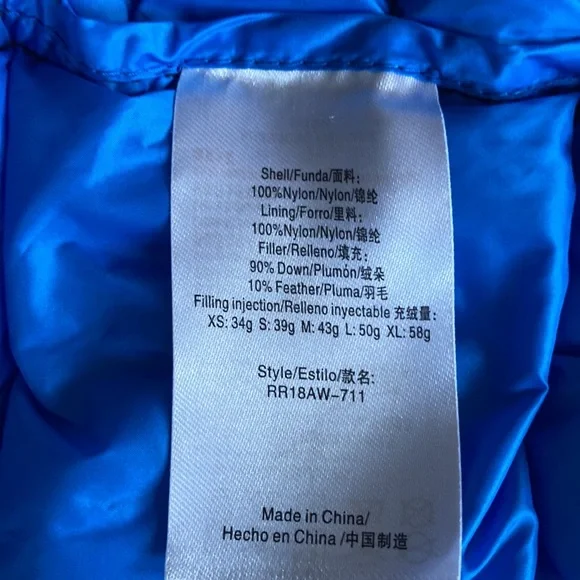 Shell/Funda/面料:
100%Nylon/Nylon/锦纶
Lining/Forro/里料:
100%Nylon/Nylon/锦纶
Filler/Relleno/填充:
90% Down/Plumón/绒朵
10% Feather/Pluma/羽毛
Filling injection/Relleno inyectable 充绒量:
XS: 34g S: 39g M: 43g L: 50g XL: 58g
Style/Estilo/款名:
RR18AW-711
Made in China/
Hecho en China/中国制造